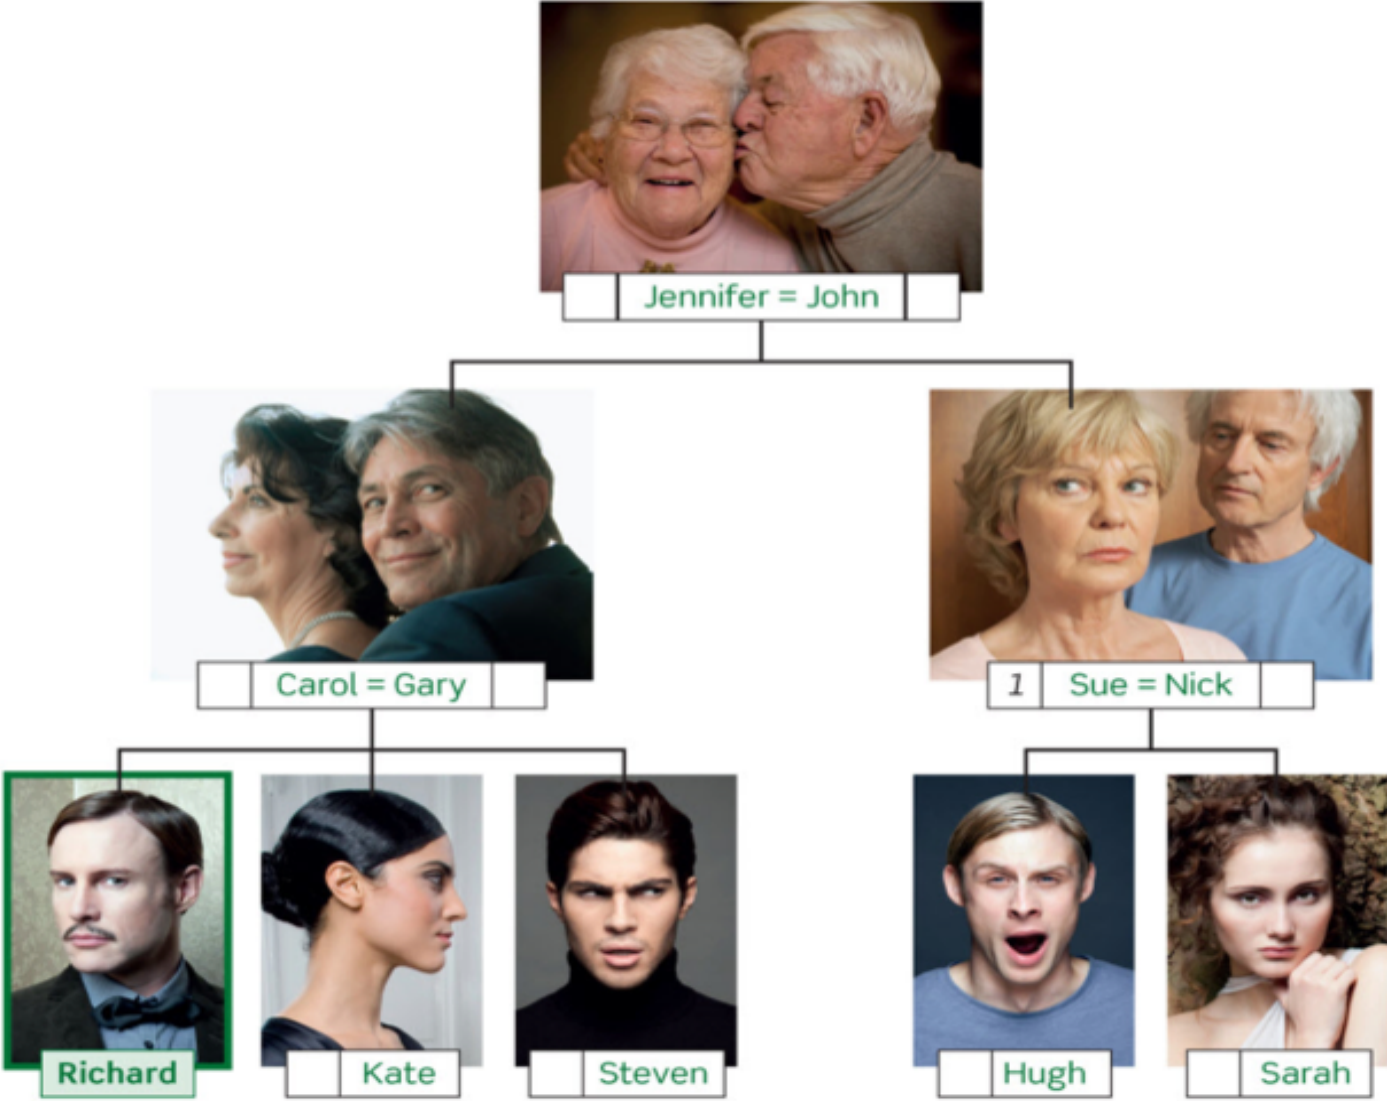 Jennifer = John
Carol = Gary
1 Sue = Nick
Richard
Kate
Steven
Hugh
Sarah